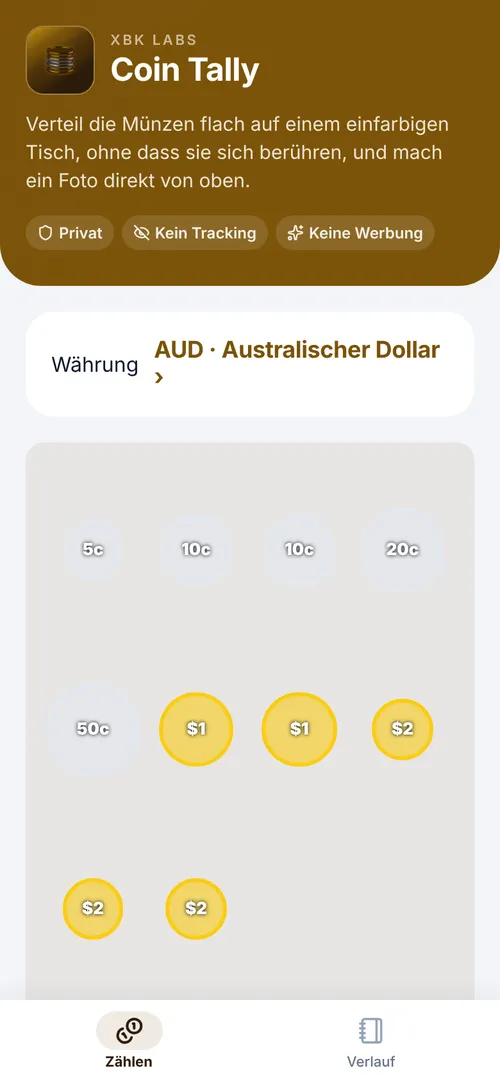 XBK LABS
Coin Tally
Verteil die Münzen flach auf einem einfarbigen
Tisch, ohne dass sie sich berühren, und mach
ein Foto direkt von oben.
Privat
Kein Tracking
Keine Werbung
Währung
AUD · Australischer Dollar
›
5c 10c 10c 20c
50c $1 $1 $2
$2 $2
Zählen
Verlauf